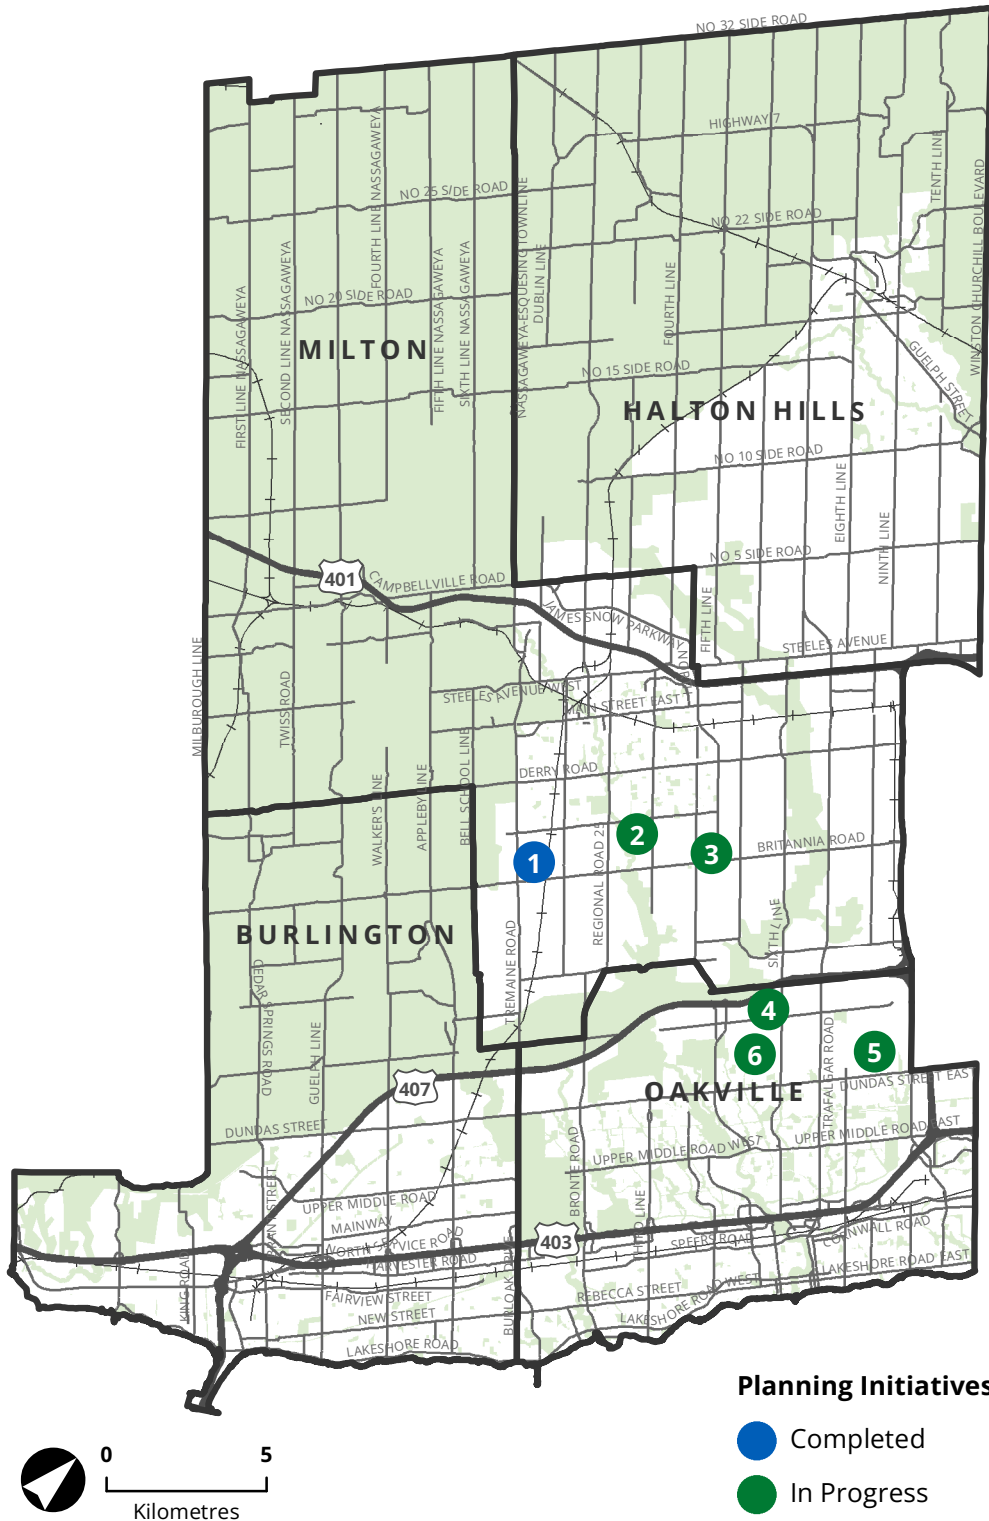 NO 32 SIDE ROAD
HIGHWAY 7
TENTH LINE
FOURTH LINE NASSAGAWEYA
NO 25 SIDE ROAD
NASSAGAWEYA-ESQUESING TOWNLINE
NO 22 SIDE ROAD
WINSTON CHURCHILL BOULEVARD
DUBLIN LINE
SECOND LINE NASSAGAWEYA
FIFTH LINE NASSAGAWEYA
SIXTH LINE NASSAGAWEYA
FOURTH LINE
FIRST LINE NASSAGAWEYA
NO 20 SIDE ROAD
MILTON
GUELPH STREET
NO 15 SIDE ROAD
HALTON HILLS
NO 10 SIDE ROAD
EIGHTH LINE
NINTH LINE
NO 5 SIDE ROAD
401
CAMPBELLVILLE ROAD
JAMES SNOW PARKWAY
FIFTH LINE
STEELES AVENUE
MILBUROUGH LINE
TWISS ROAD
STEELES AVENUE WEST
MAIN STREET EAST
BELL SCHOOL LINE
DERRY ROAD
WALKER'S LINE
APPLEBY LINE
1
2
3
REGIONAL ROAD 25
BRITANNIA ROAD
BURLINGTON
SIXTH LINE
TREMAINE ROAD
CEDAR SPRINGS ROAD
GUELPH LINE
4
6
5
TRAFALGAR ROAD
407
OAKVILLE
DUNDAS STREET EAS
DUNDAS STREET
UPPER MIDDLE ROAD WEST
UPPER MIDDLE ROAD EAST
BRONTE ROAD
THIRD LINE
UPPER MIDDLE ROAD
MAINWAY
NORTH SERVICE ROAD
HARVESTER ROAD
403
SPEERS ROAD
CORNWALL ROAD
KING ROAD
FAIRVIEW STREET
NEW STREET
LAKESHORE ROAD
BURLOAK DRIVE
REBECCA STREET
LAKESHORE ROAD WEST
LAKESHORE ROAD EAST
Planning Initiatives
Completed
In Progress
0 5
Kilometres